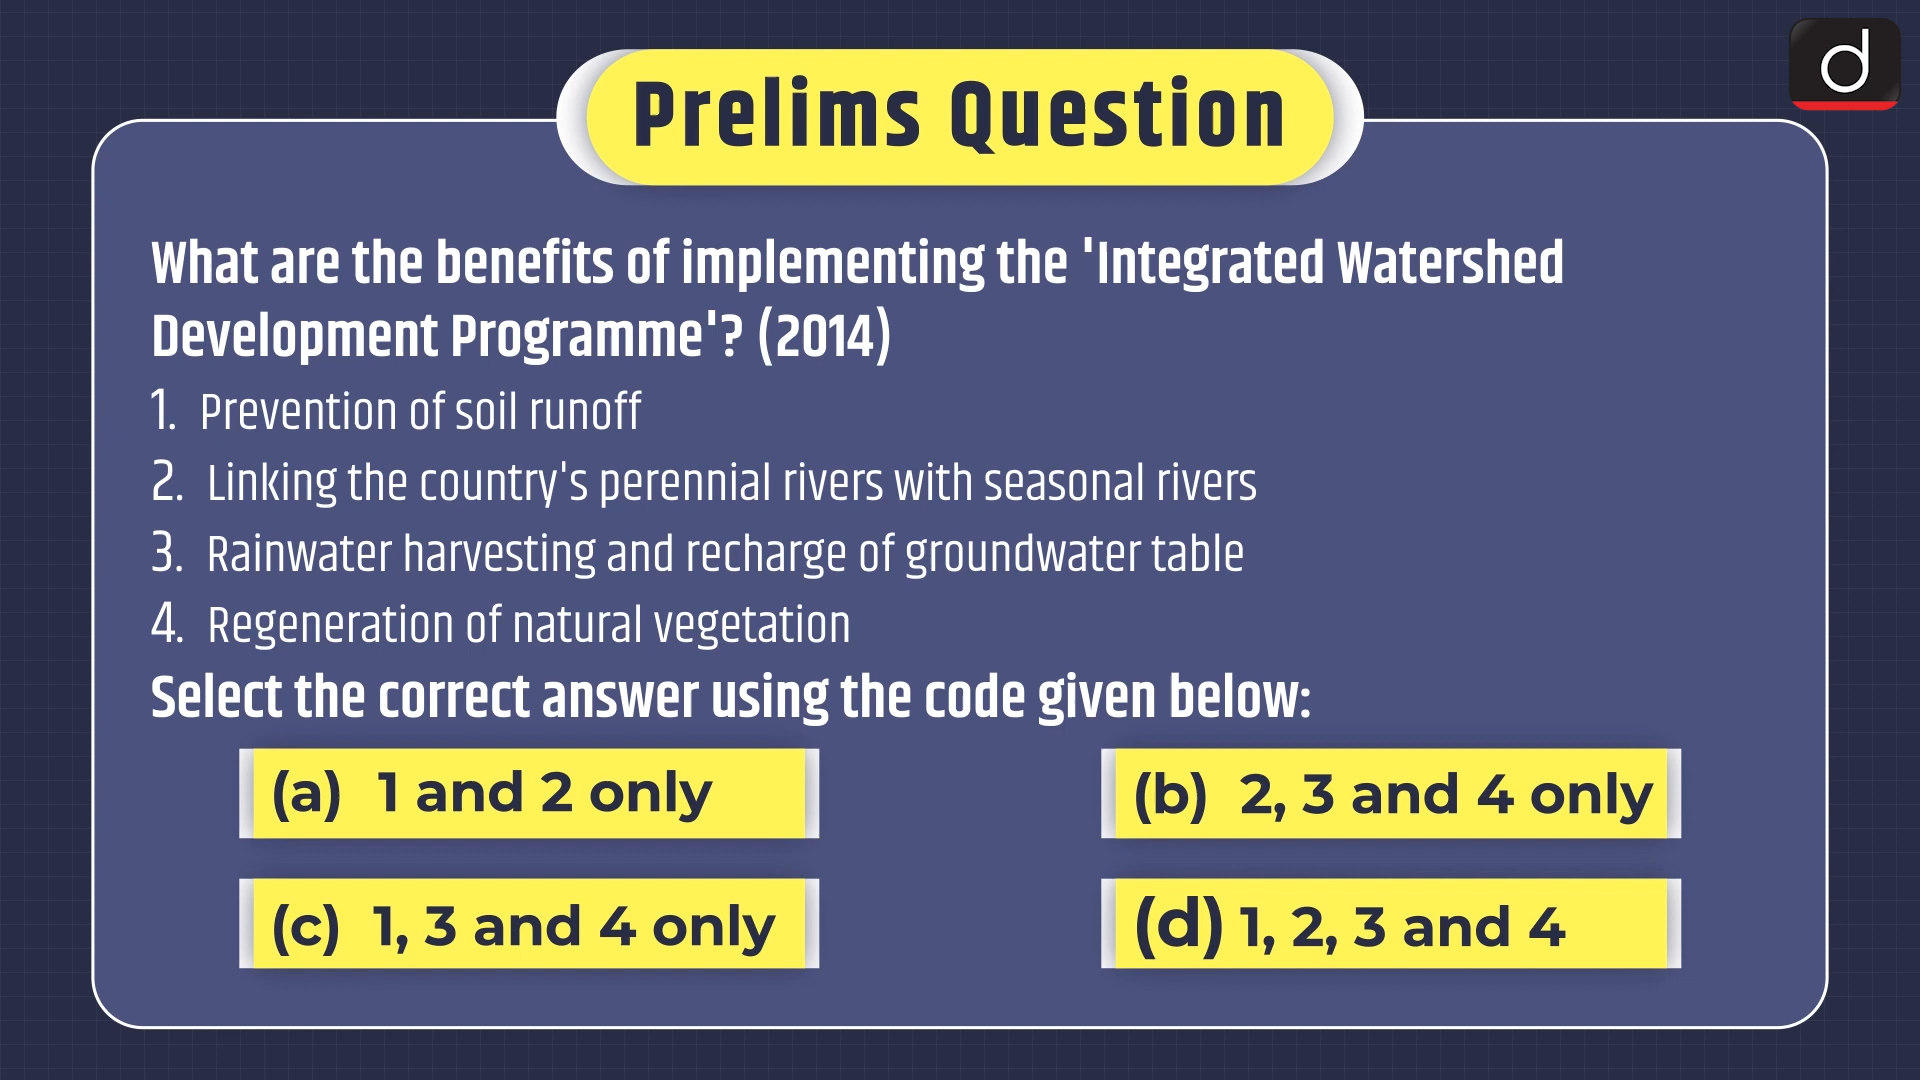 Prelims Question
d
What are the benefits of implementing the 'Integrated Watershed
Development Programme'? (2014)
1. Prevention of soil runoff
2. Linking the country's perennial rivers with seasonal rivers
3. Rainwater harvesting and recharge of groundwater table
4. Regeneration of natural vegetation
Select the correct answer using the code given below:
(a) 1 and 2 only
(b) 2, 3 and 4 only
(c) 1, 3 and 4 only
(d) 1, 2, 3 and 4